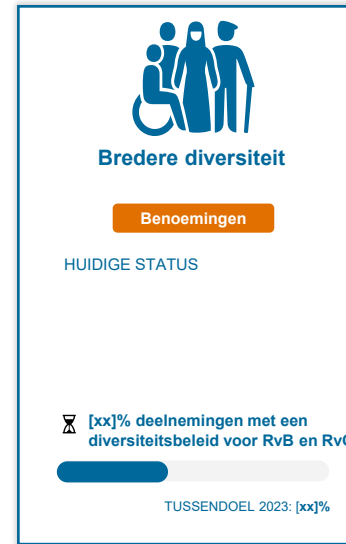 Bredere diversiteit
Benoemingen
HUIDIGE STATUS
[xx]% deelnemingen met een
diversiteitsbeleid voor RvB en
TUSSENDOEL 2023: [xx]%